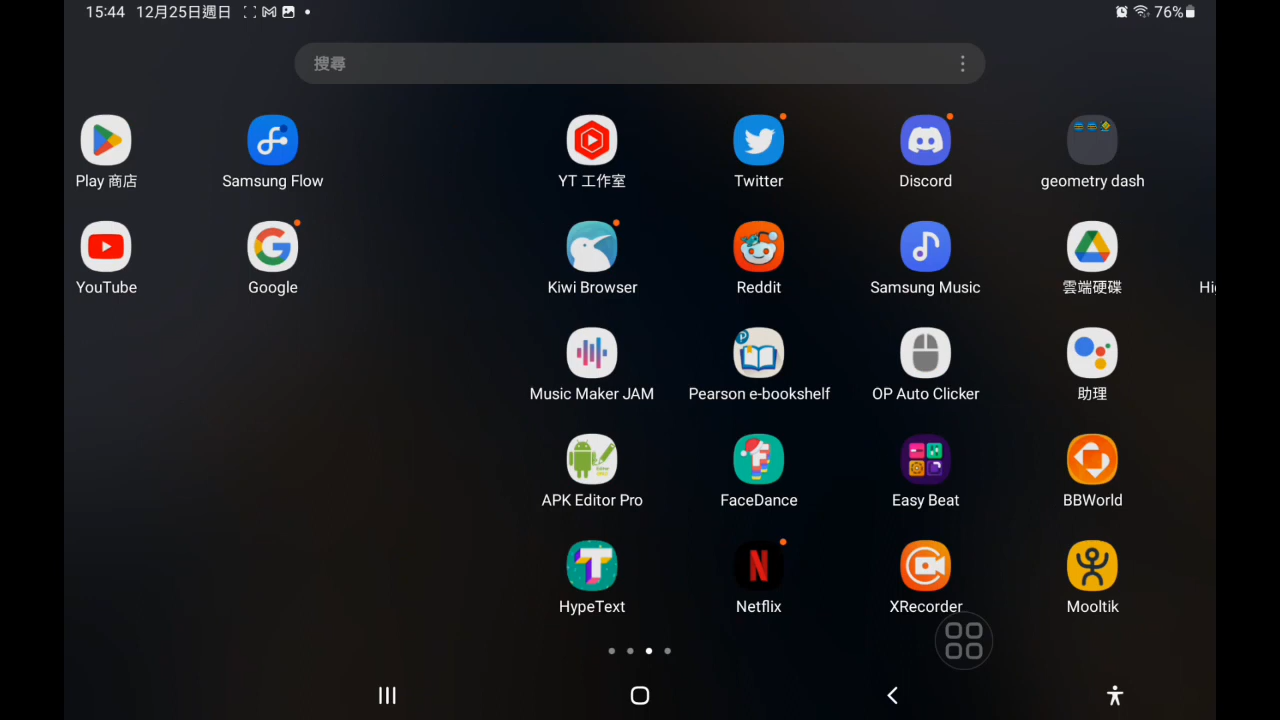 15:44 12月25日週日
76%
搜尋
Play 商店
Samsung Flow
YT 工作室
Twitter
Discord
geometry dash
YouTube
Google
Kiwi Browser
Reddit
Samsung Music
雲端硬碟
Music Maker JAM
Pearson e-bookshelf
OP Auto Clicker
助理
APK Editor Pro
FaceDance
Easy Beat
BBWorld
HypeText
Netflix
XRecorder
Mooltik